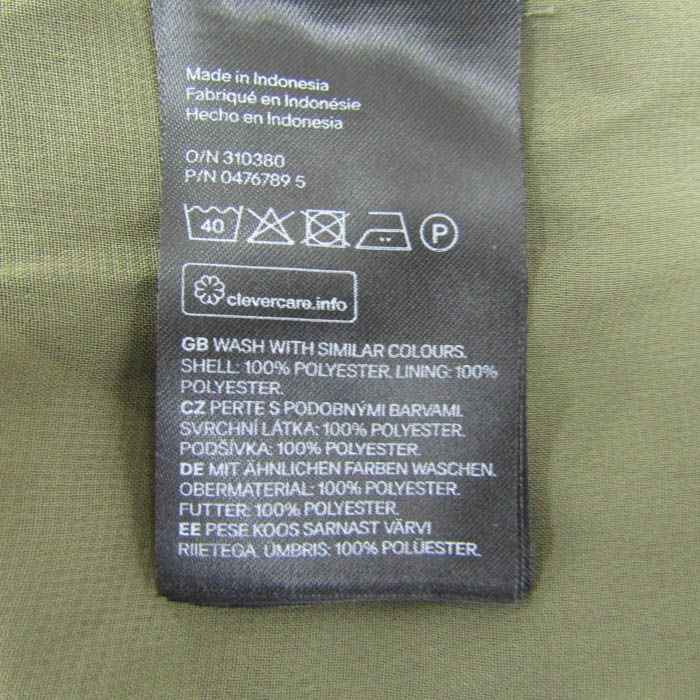 Made in Indonesia
Fabriqué en Indonésie
Hecho en Indonesia
O/N 310380
P/N 0476789 5
40 P
clevercare.info
GB WASH WITH SIMILAR COLOURS.
SHELL: 100% POLYESTER. LINING: 100%
POLYESTER.
CZ PERTE S PODOBNÝMI BARVAMI.
SVRCHNÍ LÁTKA: 100% POLYESTER.
PODŠÍVKA: 100% POLYESTER.
DE MIT ÄHNLICHEN FARBEN WASCHEN.
OBERMATERIAL: 100% POLYESTER.
FUTTER: 100% POLYESTER.
EE PESE KOOS SARNAST VÄRVI
RIIETEGA. ÜMBRIS: 100% POLÜESTER.